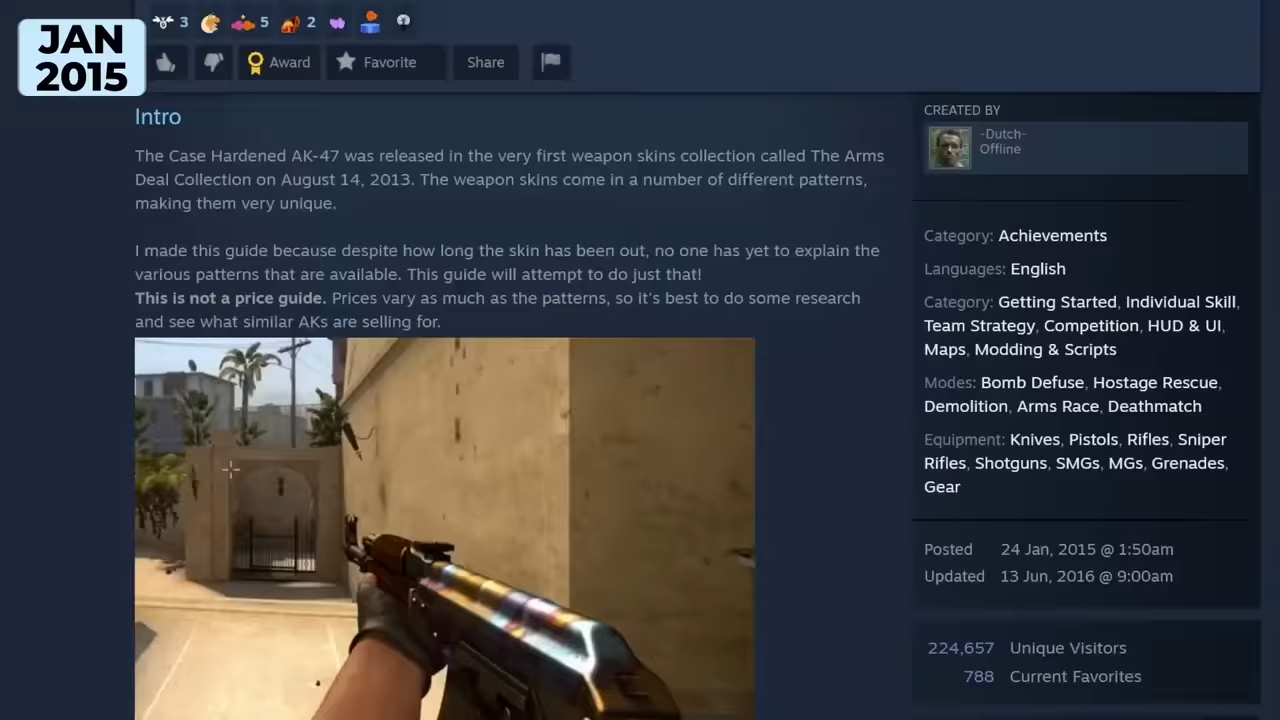 JAN
2015
3
5
2
Award
Favorite
Share
Intro
The Case Hardened AK-47 was released in the very first weapon skins collection called The Arms
Deal Collection on August 14, 2013. The weapon skins come in a number of different patterns,
making them very unique.
I made this guide because despite how long the skin has been out, no one has yet to explain the
various patterns that are available. This guide will attempt to do just that!
This is not a price guide. Prices vary as much as the patterns, so it's best to do some research
and see what similar AKs are selling for.
CREATED BY
-Dutch-
Offline
Category: Achievements
Languages: English
Category: Getting Started, Individual Skill,
Team Strategy, Competition, HUD & UI,
Maps, Modding & Scripts
Modes: Bomb Defuse, Hostage Rescue,
Demolition, Arms Race, Deathmatch
Equipment: Knives, Pistols, Rifles, Sniper
Rifles, Shotguns, SMGs, MGs, Grenades,
Gear
Posted 24 Jan, 2015 @ 1:50am
Updated 13 Jun, 2016 @ 9:00am
224,657 Unique Visitors
788 Current Favorites